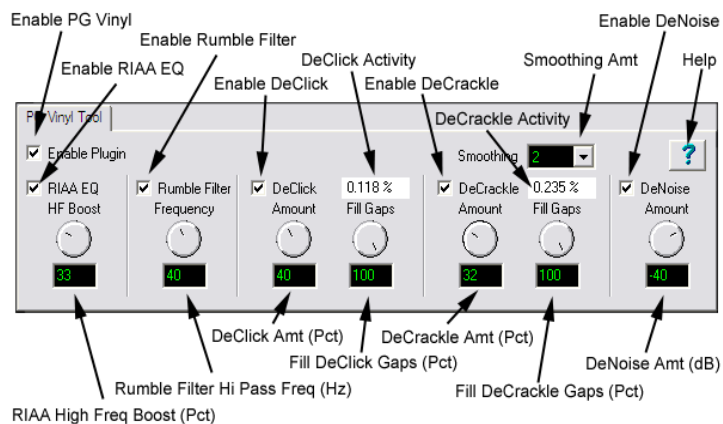 Enable PG Vinyl
Enable DeNoise
Enable Rumble Filter
DeClick Activity
Smoothing Amt
Help
Enable RIAA EQ
Enable DeClick
Enable DeCrackle
PG Vinyl Tool
DeCrackle Activity
Enable Plugin
Smoothing 2
?
RIAA EQ
Rumble Filter
DeClick
0.118 %
DeCrackle
0.235 %
DeNoise
HF Boost
Frequency
Amount
Fill Gaps
Amount
Fill Gaps
Amount
33
40
40
100
32
100
-40
DeClick Amt (Pct)
DeCrackle Amt (Pct)
Fill DeClick Gaps (Pct)
DeNoise Amt (dB)
Rumble Filter Hi Pass Freq (Hz)
Fill DeCrackle Gaps (Pct)
RIAA High Freq Boost (Pct)